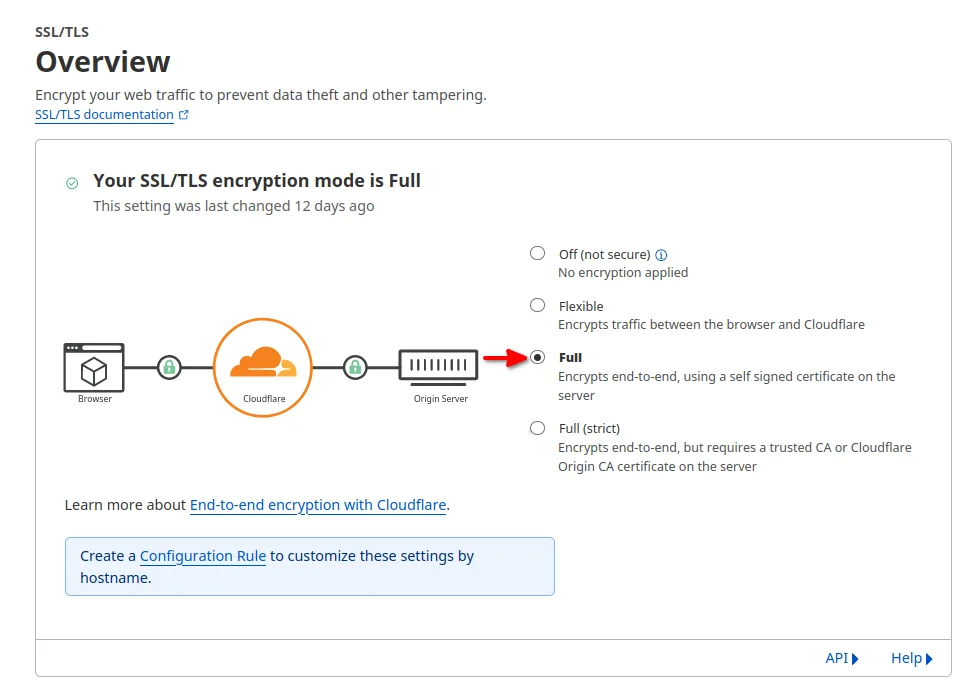 SSL/TLS
Overview
Encrypt your web traffic to prevent data theft and other tampering.
SSL/TLS documentation
Your SSL/TLS encryption mode is Full
This setting was last changed 12 days ago
Off (not secure)
No encryption applied
Flexible
Encrypts traffic between the browser and Cloudflare
Full
Encrypts end-to-end, using a self signed certificate on the
server
Full (strict)
Encrypts end-to-end, but requires a trusted CA or Cloudflare
Origin CA certificate on the server
Browser
Cloudflare
Origin Server
Learn more about End-to-end encryption with Cloudflare.
Create a Configuration Rule to customize these settings by
hostname.
API
Help